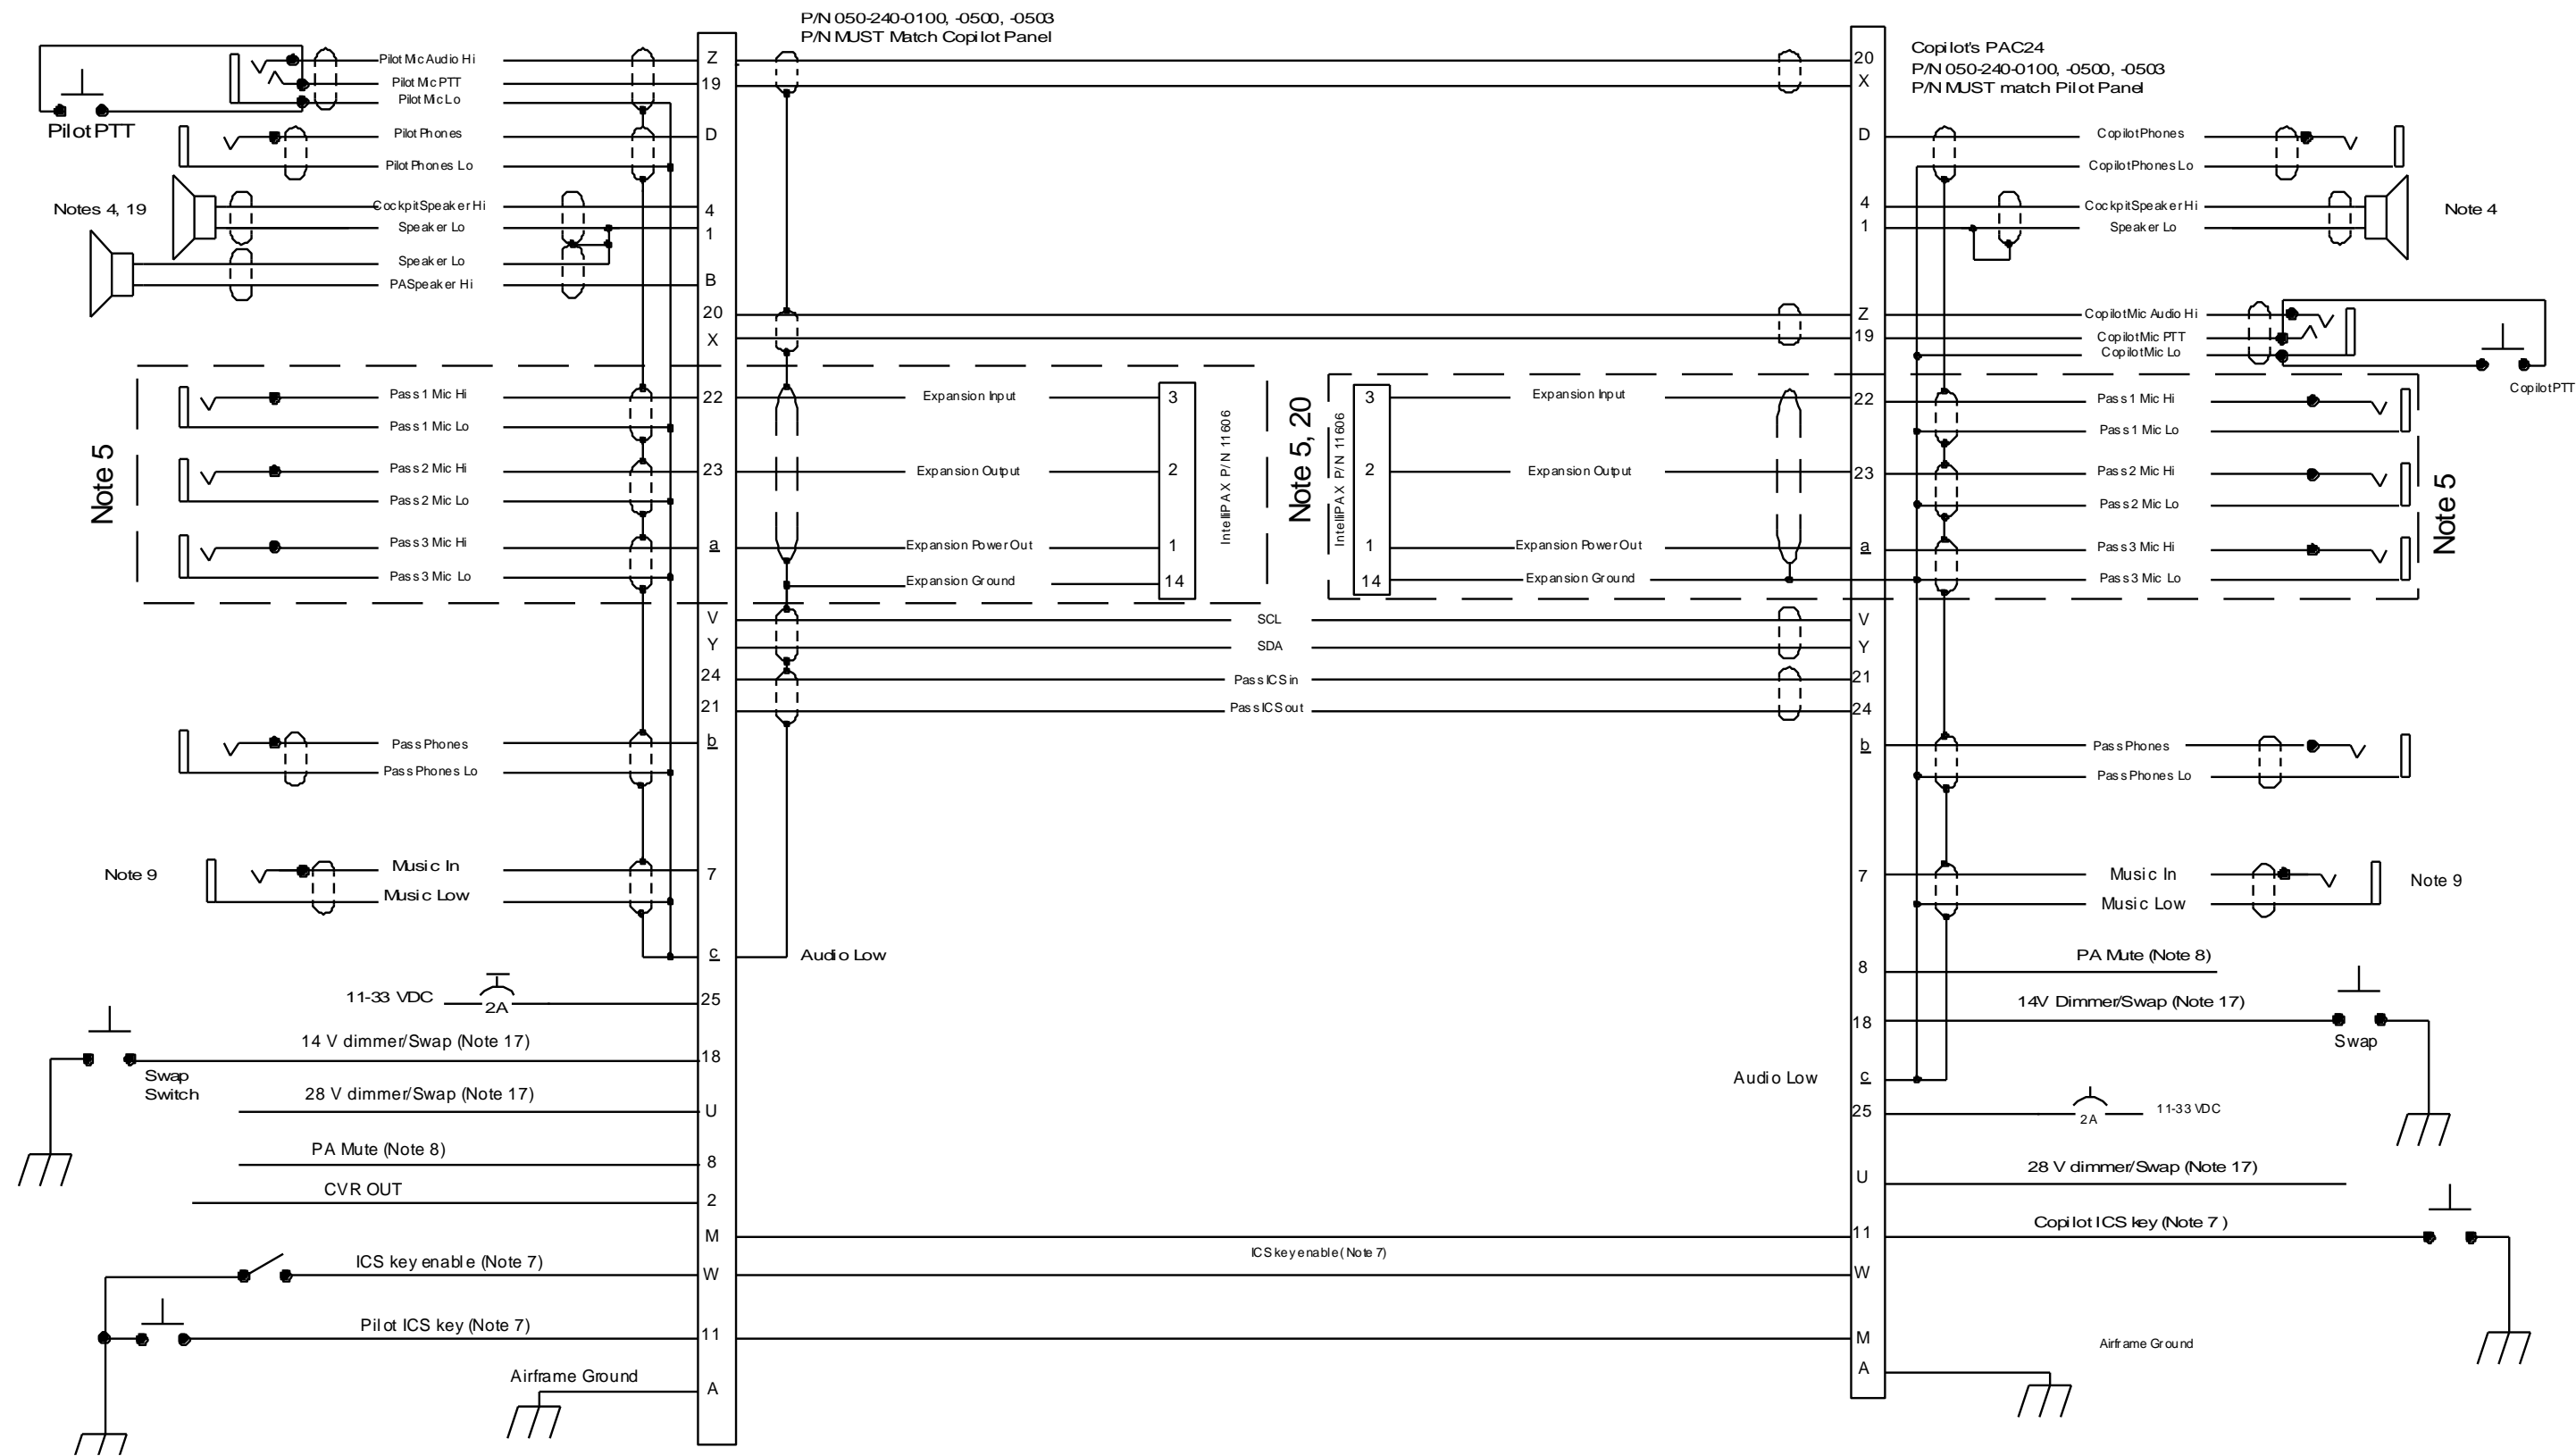 P/N 050-240-0100, -0500, -0503
P/N MUST Match Copilot Panel
Copilot's PAC24
P/N 050-240-0100, -0500, -0503
P/N MUST match Pilot Panel
Pilot Mic Audio Hi
Pilot Mic PTT
Pilot Mic Lo
Pilot PTT
Pilot Phones
Pilot Phones Lo
Notes 4, 19
Cockpit Speaker Hi
Speaker Lo
Speaker Lo
PA Speaker Hi
Note 5
Pass 1 Mic Hi
Pass 1 Mic Lo
Pass 2 Mic Hi
Pass 2 Mic Lo
Pass 3 Mic Hi
Pass 3 Mic Lo
Pass Phones
Pass Phones Lo
Note 9
Music In
Music Low
11-33 VDC
2A
14 V dimmer/Swap (Note 17)
Swap
Switch
28 V dimmer/Swap (Note 17)
PA Mute (Note 8)
CVR OUT
ICS key enable (Note 7)
Pilot ICS key (Note 7)
Airframe Ground
Z
19
D
4
1
B
20
X
22
23
a
V
Y
24
21
b
7
c
25
18
U
8
2
M
W
11
A
Audio Low
Expansion Input
Expansion Output
Expansion Power Out
Expansion Ground
3
2
1
14
IntelliPAX P/N 11606
Note 5, 20
IntelliPAX P/N 11606
3
2
1
14
Expansion Input
Expansion Output
Expansion Power Out
Expansion Ground
SCL
SDA
Pass ICS in
Pass ICS out
ICS key enable (Note 7)
20
X
D
4
1
Z
19
22
23
a
V
Y
21
24
b
7
8
18
Audio Low
c
25
U
11
W
M
A
Copilot Phones
Copilot Phones Lo
Cockpit Speaker Hi
Speaker Lo
Note 4
Copilot Mic Audio Hi
Copilot Mic PTT
Copilot Mic Lo
Copilot PTT
Pass 1 Mic Hi
Pass 1 Mic Lo
Pass 2 Mic Hi
Pass 2 Mic Lo
Pass 3 Mic Hi
Pass 3 Mic Lo
Note 5
Pass Phones
Pass Phones Lo
Music In
Music Low
Note 9
PA Mute (Note 8)
14V Dimmer/Swap (Note 17)
Swap
2A
11-33 VDC
28 V dimmer/Swap (Note 17)
Copilot ICS key (Note 7 )
Airframe Ground